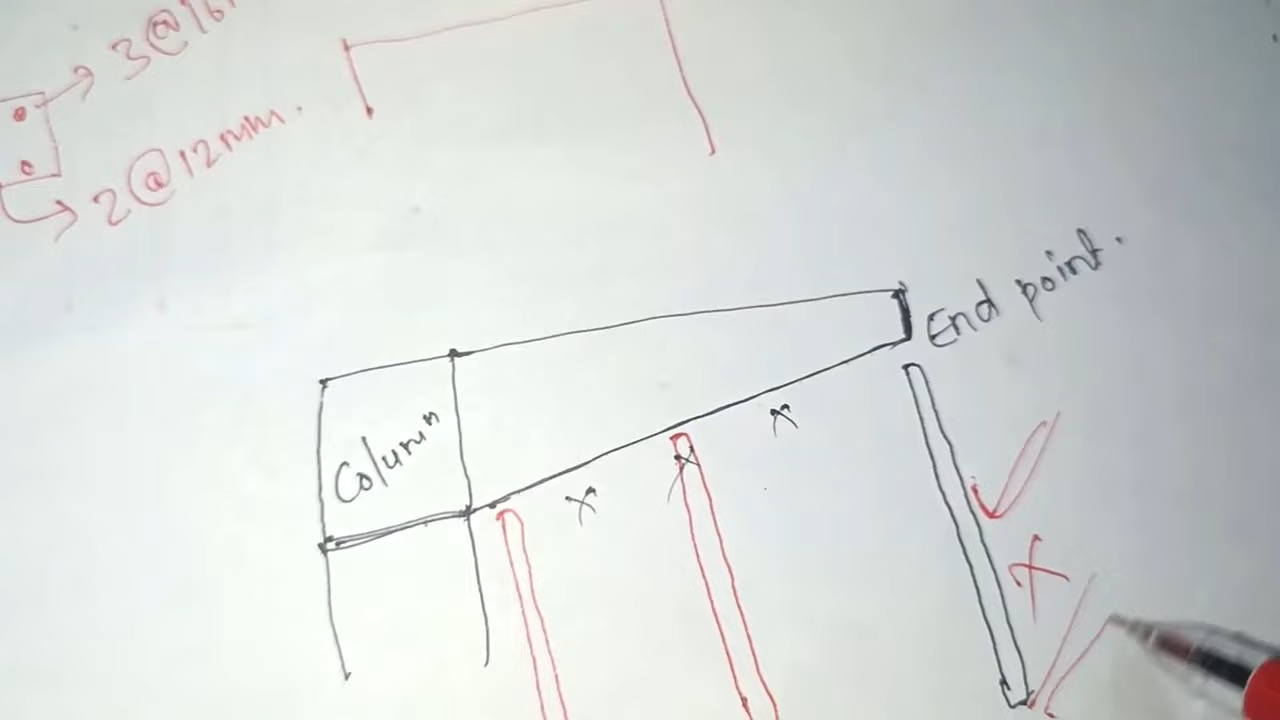 3@16
2@12mm.
End point.
Column
x
x
x
x